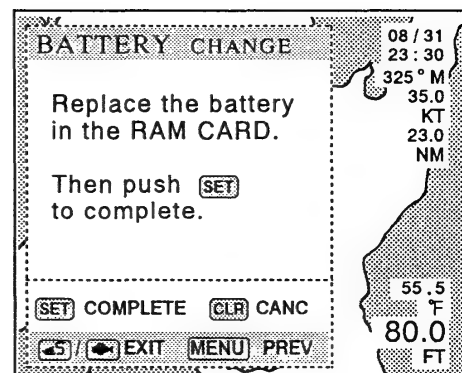 BATTERY CHANGE
Replace the battery
in the RAM CARD.
Then push SET
to complete.
SET COMPLETE CLR CANC
S / EXIT MENU PREV
08 / 31
23 : 30
325° M
35.0
KT
23.0
NM
55 .5
°F
80.0
FT